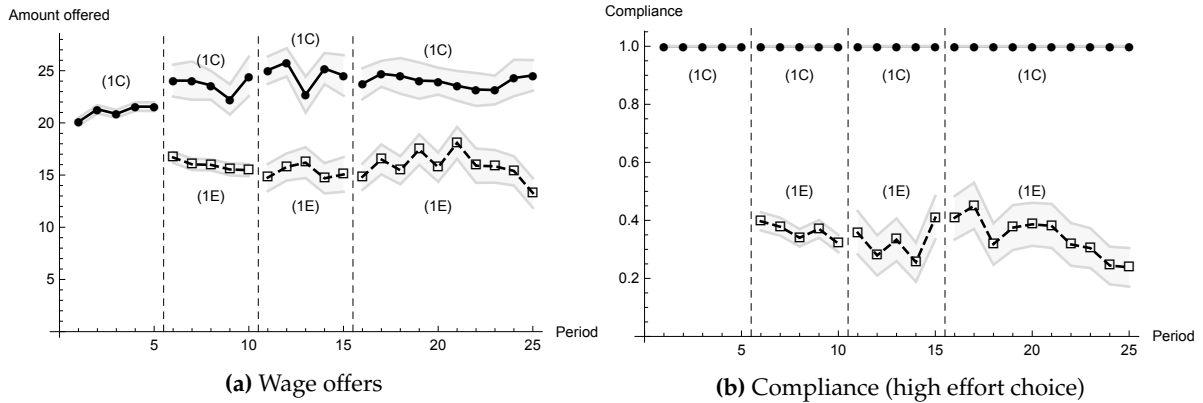 Amount offered
(1C)
(1C)
(1C)
(1C)
(1E)
(1E)
(1E)
25
20
15
10
5
5
10
15
20
25
Period
(a) Wage offers
Compliance
1.0
(1C)
(1C)
(1C)
(1C)
0.8
0.6
(1E)
(1E)
(1E)
0.4
0.2
5
10
15
20
25
Period
(b) Compliance (high effort choice)